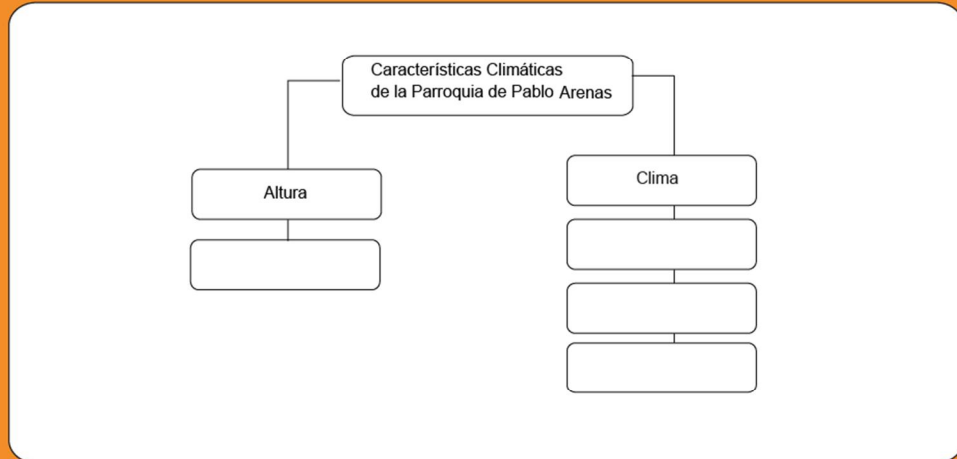 Características Climáticas
de la Parroquia de Pablo Arenas
Altura
Clima